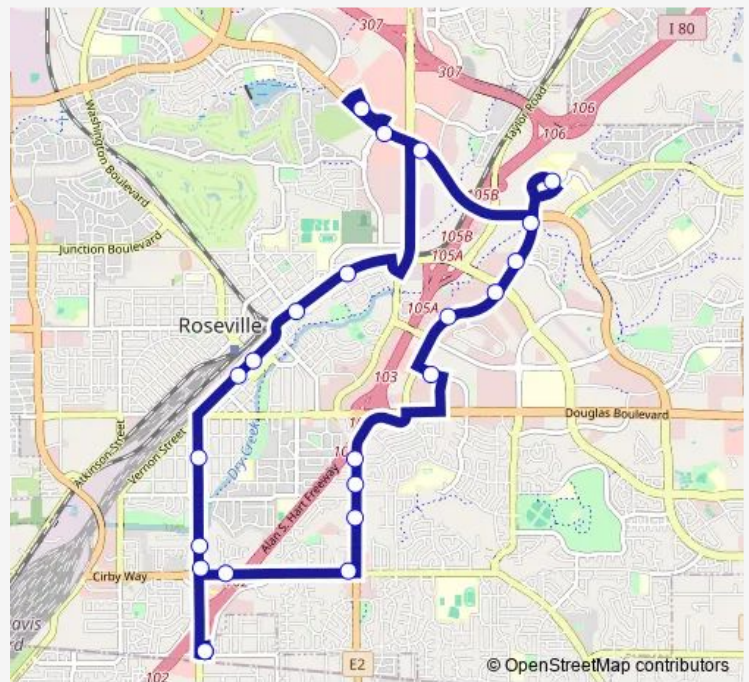 307
I 80
307
Taylor Road
106
106
Washington Boulevard
105B
Junction Boulevard
105B
105A
105A
Roseville
103
Douglas Boulevard
Atkinson Street
Vernon Street
Dry Creek
Alan S. Hart Freeway
Cirby Way
E2
102
© OpenStreetMap contributors